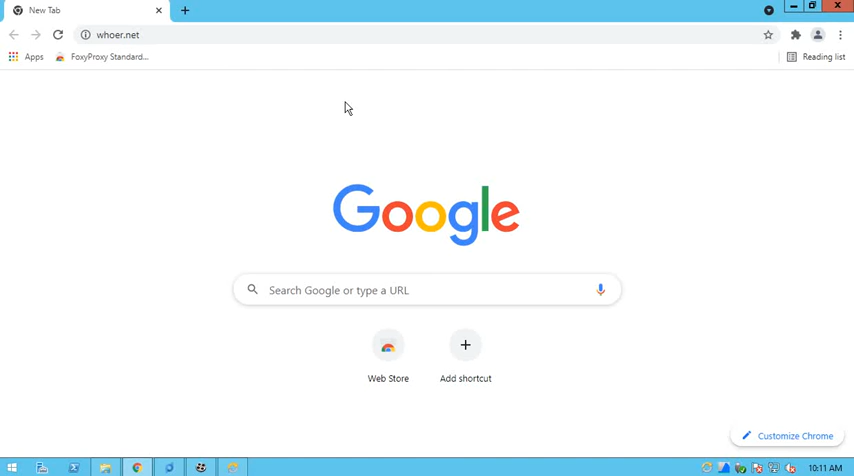 New Tab
whoer.net
Apps
FoxyProxy Standard...
Reading list
Google
Search Google or type a URL
Web Store
Add shortcut
Customize Chrome
10:11 AM